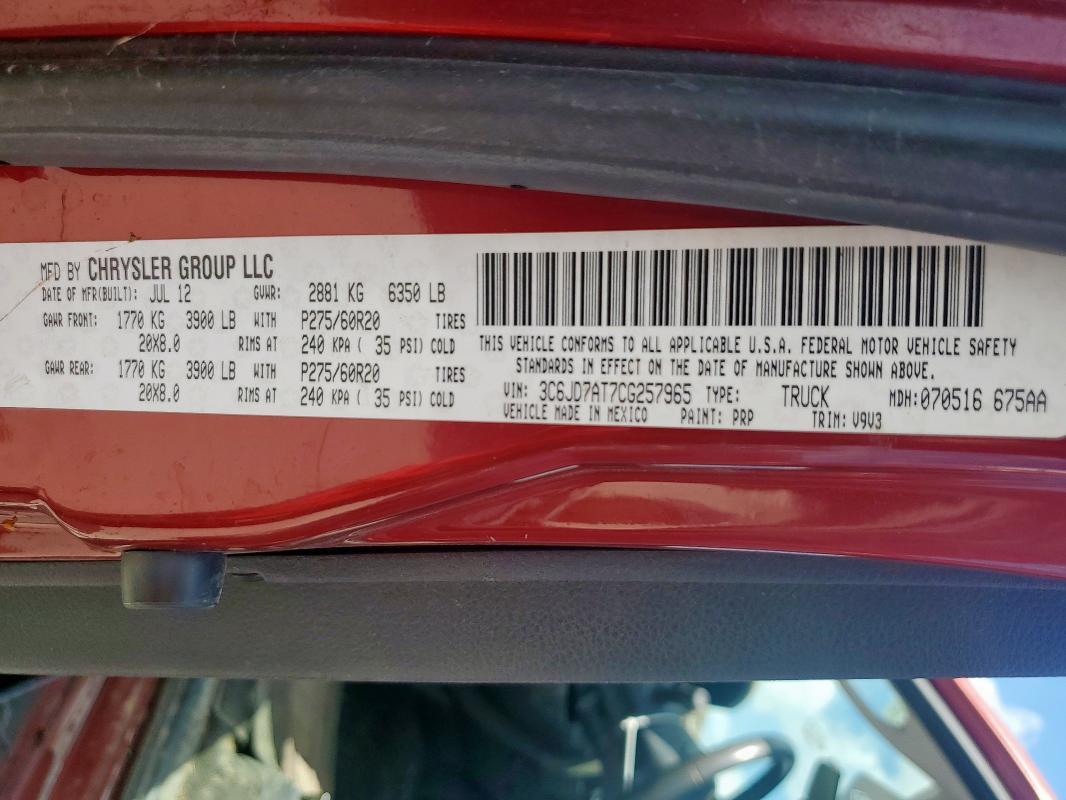 MFD BY CHRYSLER GROUP LLC
DATE OF MFR(BUILT): JUL 12 GVWR: 2881 KG 6350 LB
GAWR FRONT: 1770 KG 3900 LB WITH P275/60R20 TIRES
20X8.0 RIMS AT 240 KPA ( 35 PSI) COLD
GAWR REAR: 1770 KG 3900 LB WITH P275/60R20 TIRES
20X8.0 RIMS AT 240 KPA ( 35 PSI) COLD
THIS VEHICLE CONFORMS TO ALL APPLICABLE U.S.A. FEDERAL MOTOR VEHICLE SAFETY
STANDARDS IN EFFECT ON THE DATE OF MANUFACTURE SHOWN ABOVE.
VIN: 3C6JD7AT7CG257965 TYPE: TRUCK MDH:070516 675AA
VEHICLE MADE IN MEXICO PAINT: PRP TRIM: V9V3